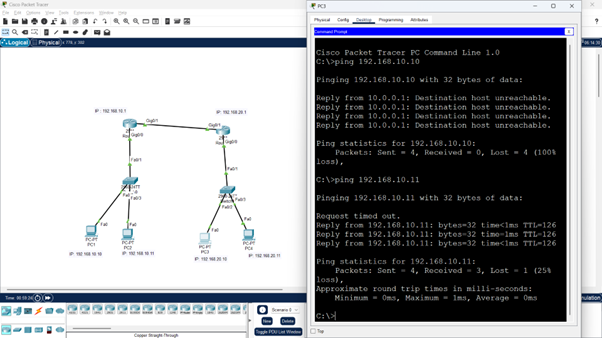 Cisco Packet Tracer
File Edit Options View Tools Extensions Window Help
Logical Physical
IP : 192.168.10.1
IP : 192.168.20.1
Gig0/1
Gig0/1
Gig0/0
Gig0/0
Fa0/1
Fa0/1
Fa0/3
Fa0/3
Fa0/2
Fa0
Fa0
Fa0
Fa0
PC-PT
PC1
PC-PT
PC2
PC-PT
PC3
PC-PT
PC4
IP : 192.168.10.10
IP : 192.168.10.11
IP : 192.168.20.10
IP : 192.168.20.11
Scenario 0
New Delete
Toggle PDU List Window
Copper Straight-Through
PC3
Physical Config Desktop Programming Attributes
Command Prompt X
Cisco Packet Tracer PC Command Line 1.0
C:\>ping 192.168.10.10
Pinging 192.168.10.10 with 32 bytes of data:
Reply from 10.0.0.1: Destination host unreachable.
Reply from 10.0.0.1: Destination host unreachable.
Reply from 10.0.0.1: Destination host unreachable.
Reply from 10.0.0.1: Destination host unreachable.
Ping statistics for 192.168.10.10:
Packets: Sent = 4, Received = 0, Lost = 4 (100%
loss),
C:\>ping 192.168.10.11
Pinging 192.168.10.11 with 32 bytes of data:
Request timed out.
Reply from 192.168.10.11: bytes=32 time<1ms TTL=126
Reply from 192.168.10.11: bytes=32 time<1ms TTL=126
Reply from 192.168.10.11: bytes=32 time=1ms TTL=126
Ping statistics for 192.168.10.11:
Packets: Sent = 4, Received = 3, Lost = 1 (25%
loss),
Approximate round trip times in milli-seconds:
Minimum = 0ms, Maximum = 1ms, Average = 0ms
C:\>
Top